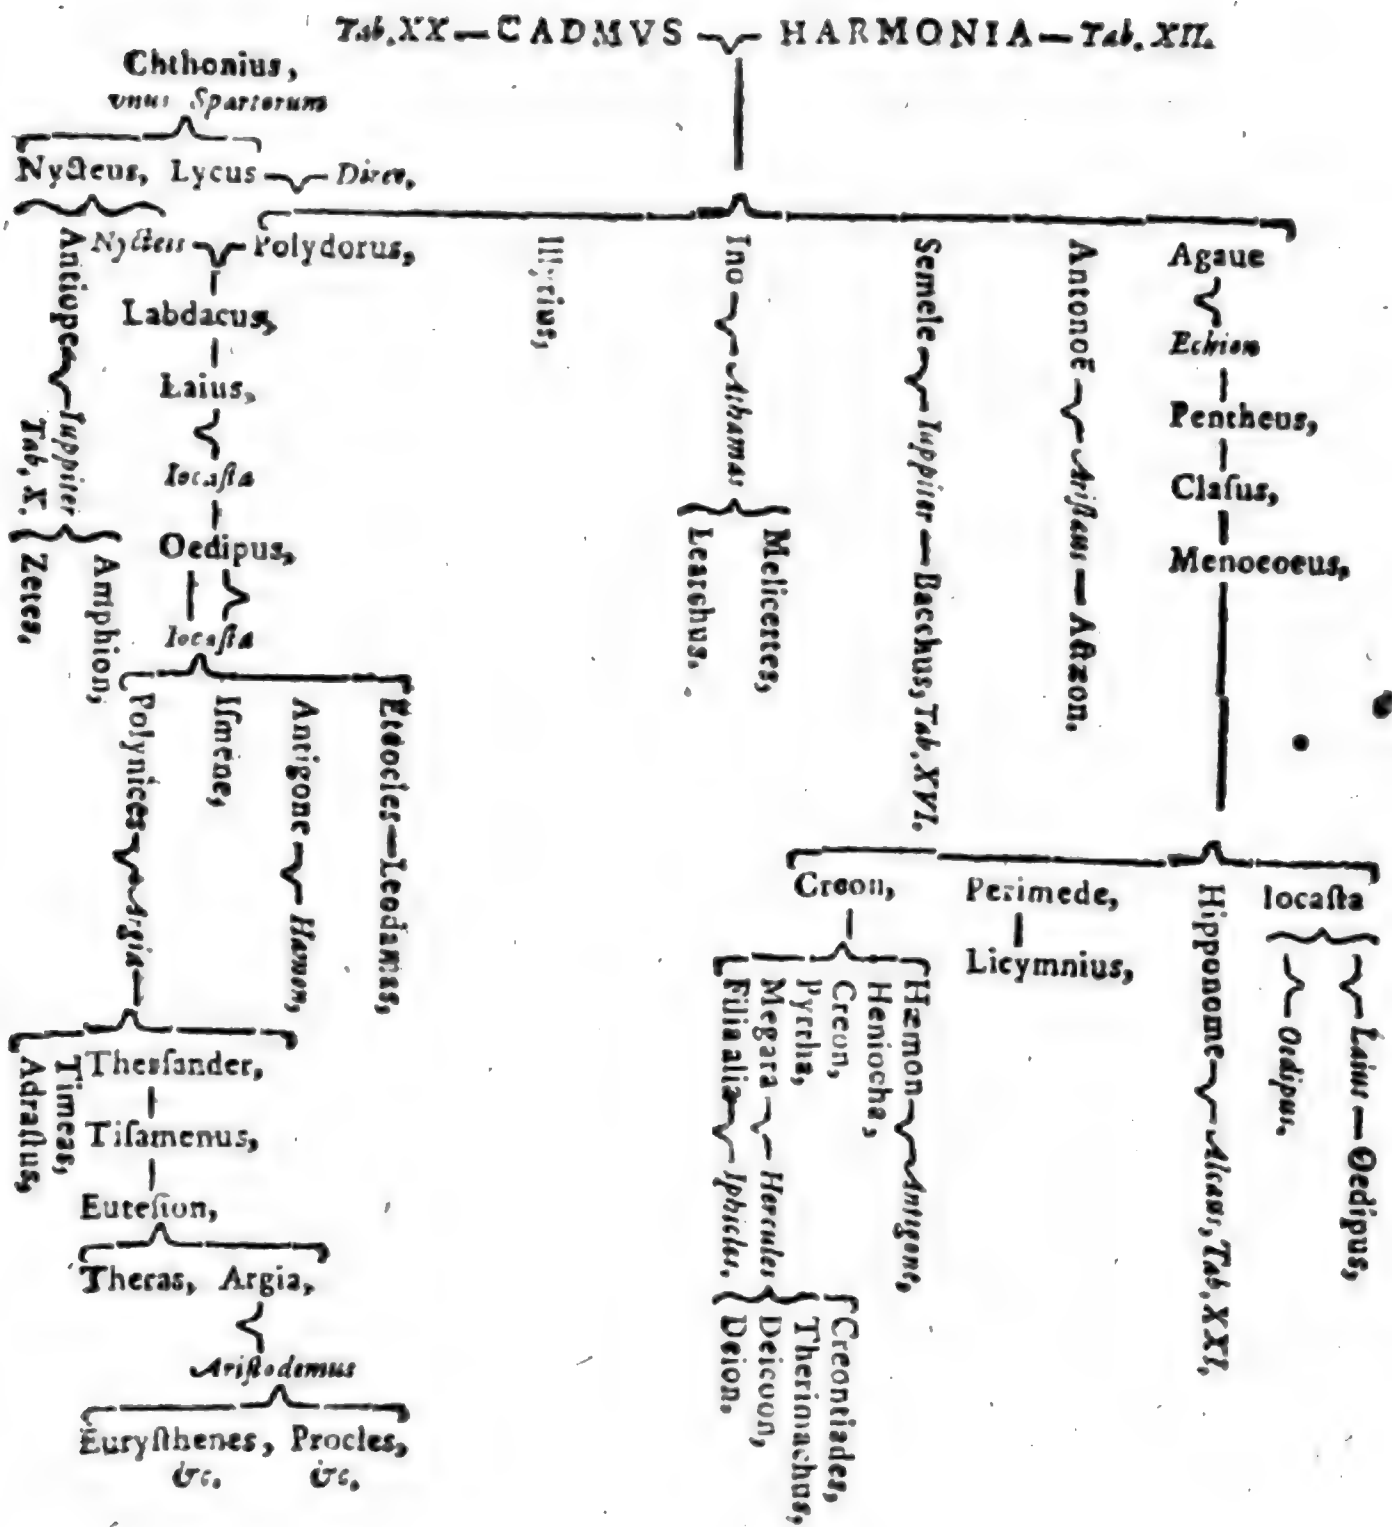 Tab. XX—CADMVS HARMONIA—Tab. XII.
Chthonius,
vnus Spartorum
Nycteus, Lycus Dirce,
Antiope Iuppiter
Tab. X.
Zetes,
Amphion,
Nycteis Polydorus,
Labdacus,
Laius,
Iocaſta
Oedipus,
Iocaſta
Polynices Argia
Iſmene,
Antigone Hæmon,
Eteocles—Leodamas,
Adraſtus,
Timeas,
Thesſander,
Tiſamenus,
Euteſion,
Theras, Argia,
Ariſtodemus
Euryſthenes, Procles,
&c. &c.
Illyrius,
Ino Athamas
Learchus.
Melicertes,
Semele Iuppiter—Bacchus, Tab. XVI.
Antonoë Ariſtæus—Actæon,
Agaue
Echion
Pentheus,
Claſus,
Menocoeus,
Creon,
Filia alia Iphiclus.
Megara Hercules
Pyrrha,
Creon,
Heniocha,
Hæmon Antigone,
Deion.
Deicoon,
Therimachus,
Creontiades,
Perimede,
Licymnius,
Hipponome Alcæus, Tab. XXI.
Iocaſta
Oedipus.
Laius—Oedipus,